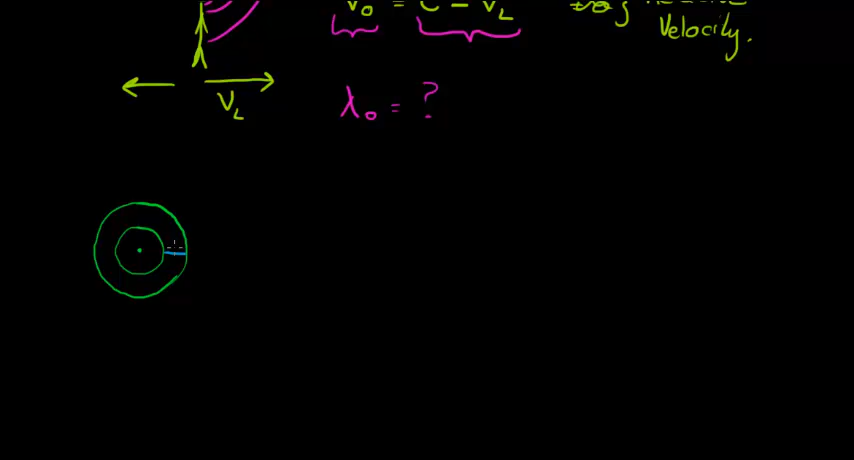 V₀ = C - V_L
Velocity.
V_L
λ₀ = ?